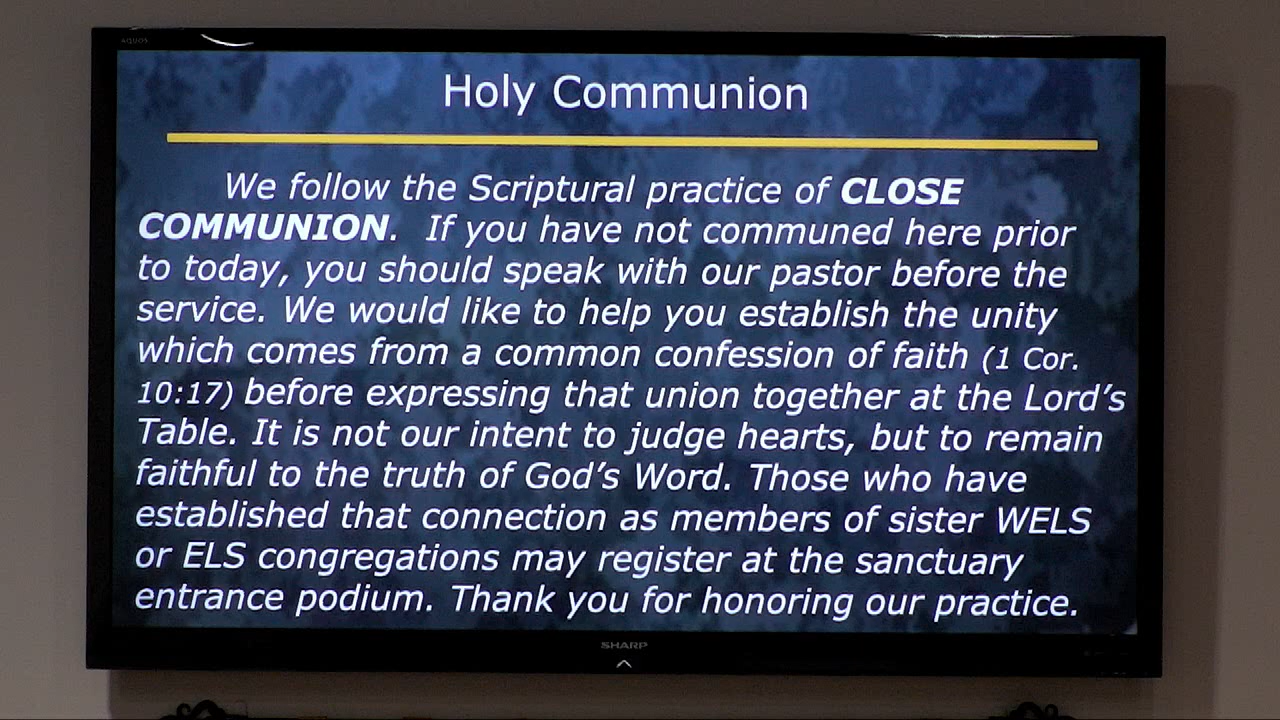 AQUOS
Holy Communion
We follow the Scriptural practice of CLOSE
COMMUNION. If you have not communed here prior
to today, you should speak with our pastor before the
service. We would like to help you establish the unity
which comes from a common confession of faith (1 Cor.
10:17) before expressing that union together at the Lord's
Table. It is not our intent to judge hearts, but to remain
faithful to the truth of God's Word. Those who have
established that connection as members of sister WELS
or ELS congregations may register at the sanctuary
entrance podium. Thank you for honoring our practice.
SHARP